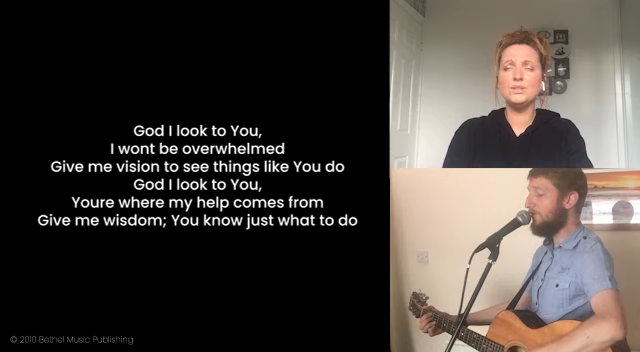 God I look to You,
I wont be overwhelmed
Give me vision to see things like You do
God I look to You,
Youre where my help comes from
Give me wisdom; You know just what to do
© 2010 Bethel Music Publishing